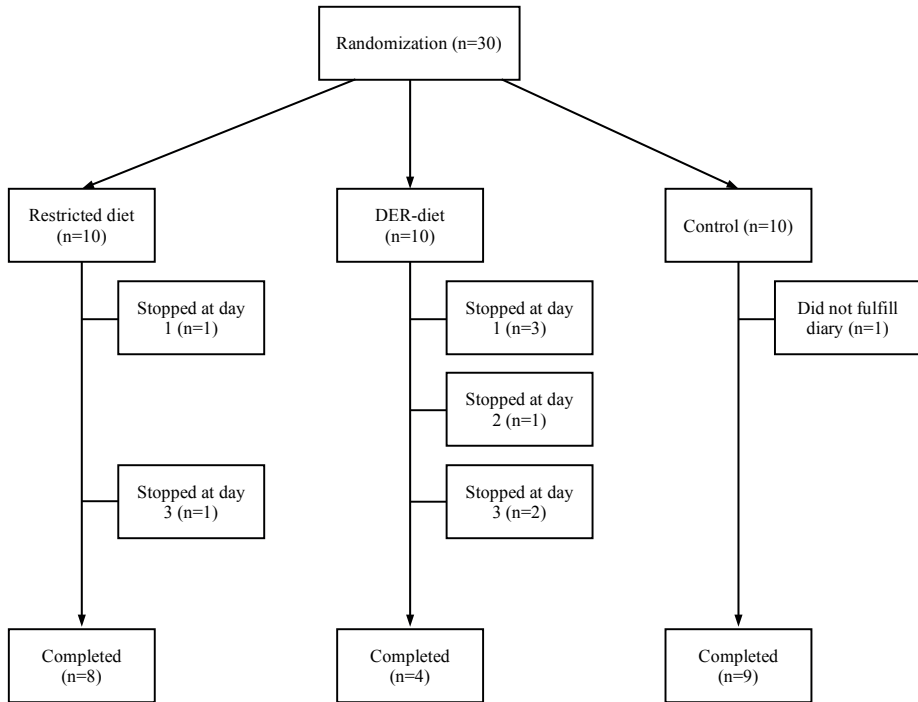 Randomization (n=30)
Restricted diet
(n=10)
DER-diet
(n=10)
Control (n=10)
Stopped at day
1 (n=1)
Stopped at day
1 (n=3)
Did not fulfill
diary (n=1)
Stopped at day
2 (n=1)
Stopped at day
3 (n=1)
Stopped at day
3 (n=2)
Completed
(n=8)
Completed
(n=4)
Completed
(n=9)